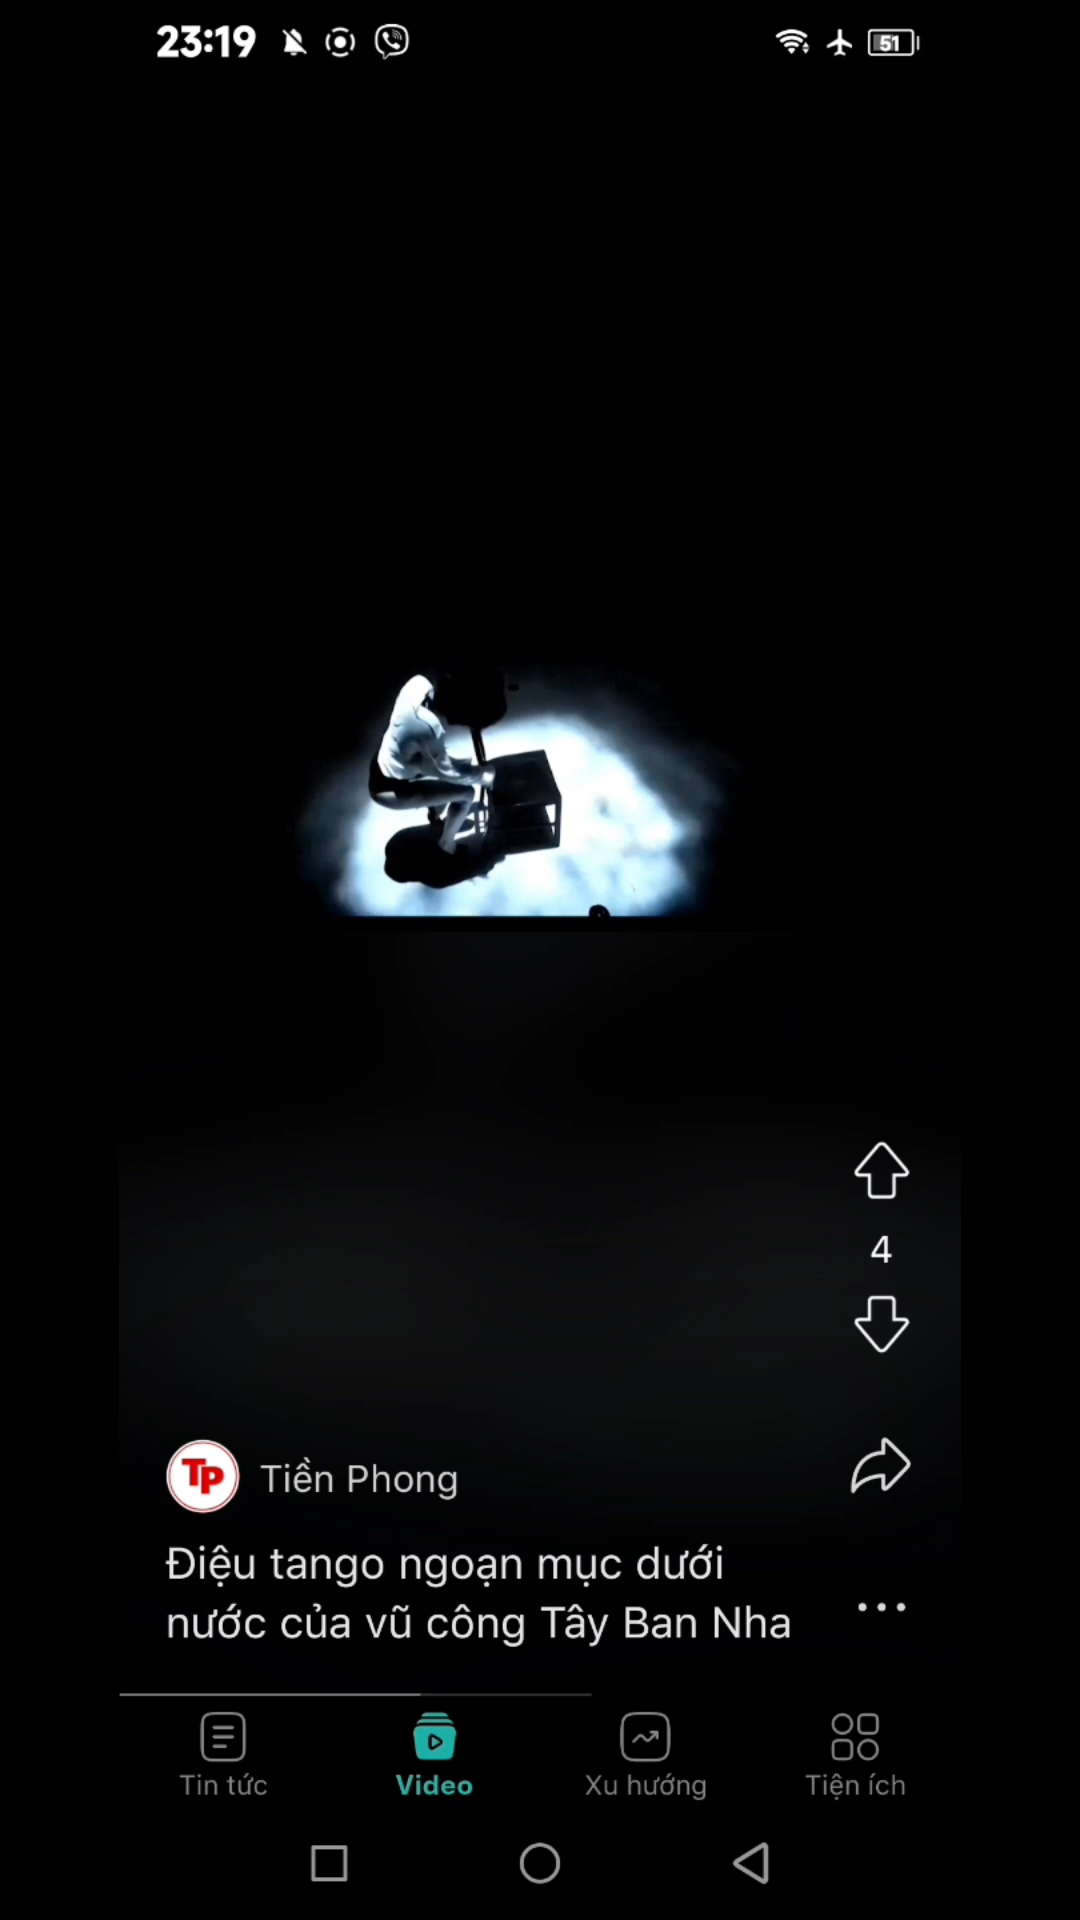 23:19
51
4
TP
Tiền Phong
Điệu tango ngoạn mục dưới
nước của vũ công Tây Ban Nha
Tin tức
Video
Xu hướng
Tiện ích